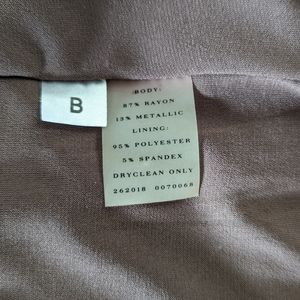 B
BODY:
87% RAYON
13% METALLIC
LINING:
95% POLYESTER
5% SPANDEX
DRYCLEAN ONLY
262018 0070068